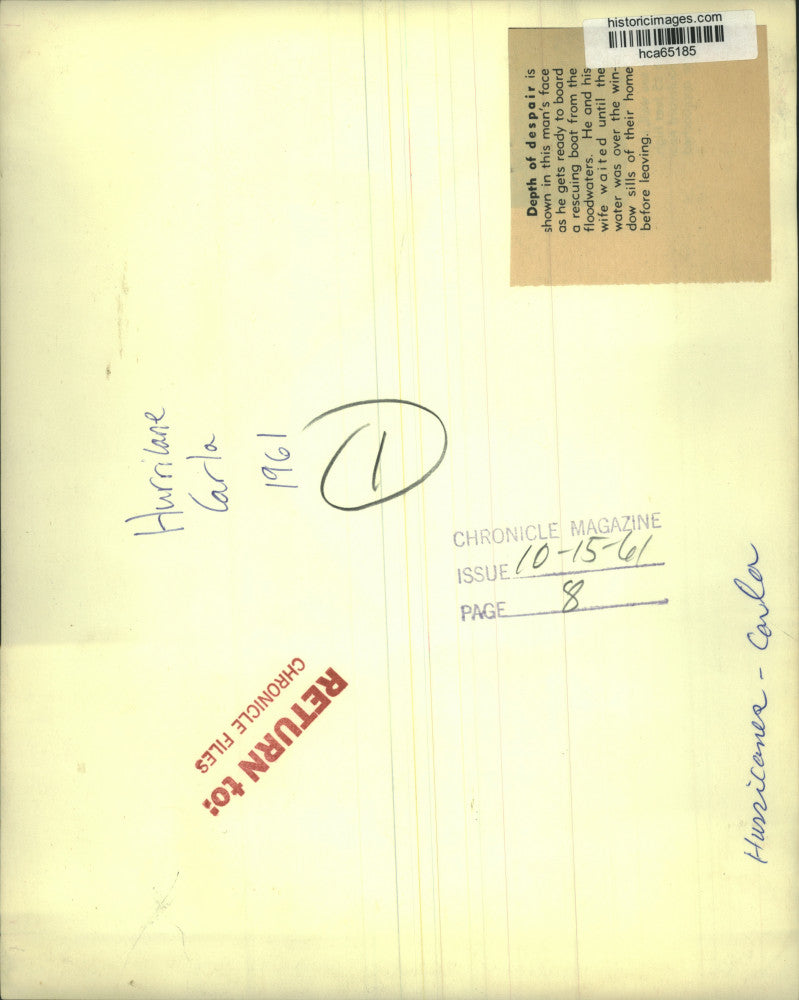 historicimages.com
hca65185
Depth of despair is
shown in this man's face
as he gets ready to board
a rescuing boat from the
floodwaters. He and his
wife waited until the
water was over the win-
dow sills of their home
before leaving.
Hurricane
Carla
1961
1
CHRONICLE MAGAZINE
ISSUE 10-15-61
PAGE 8
RETURN to:
CHRONICLE FILES
Hurricanes - Carla